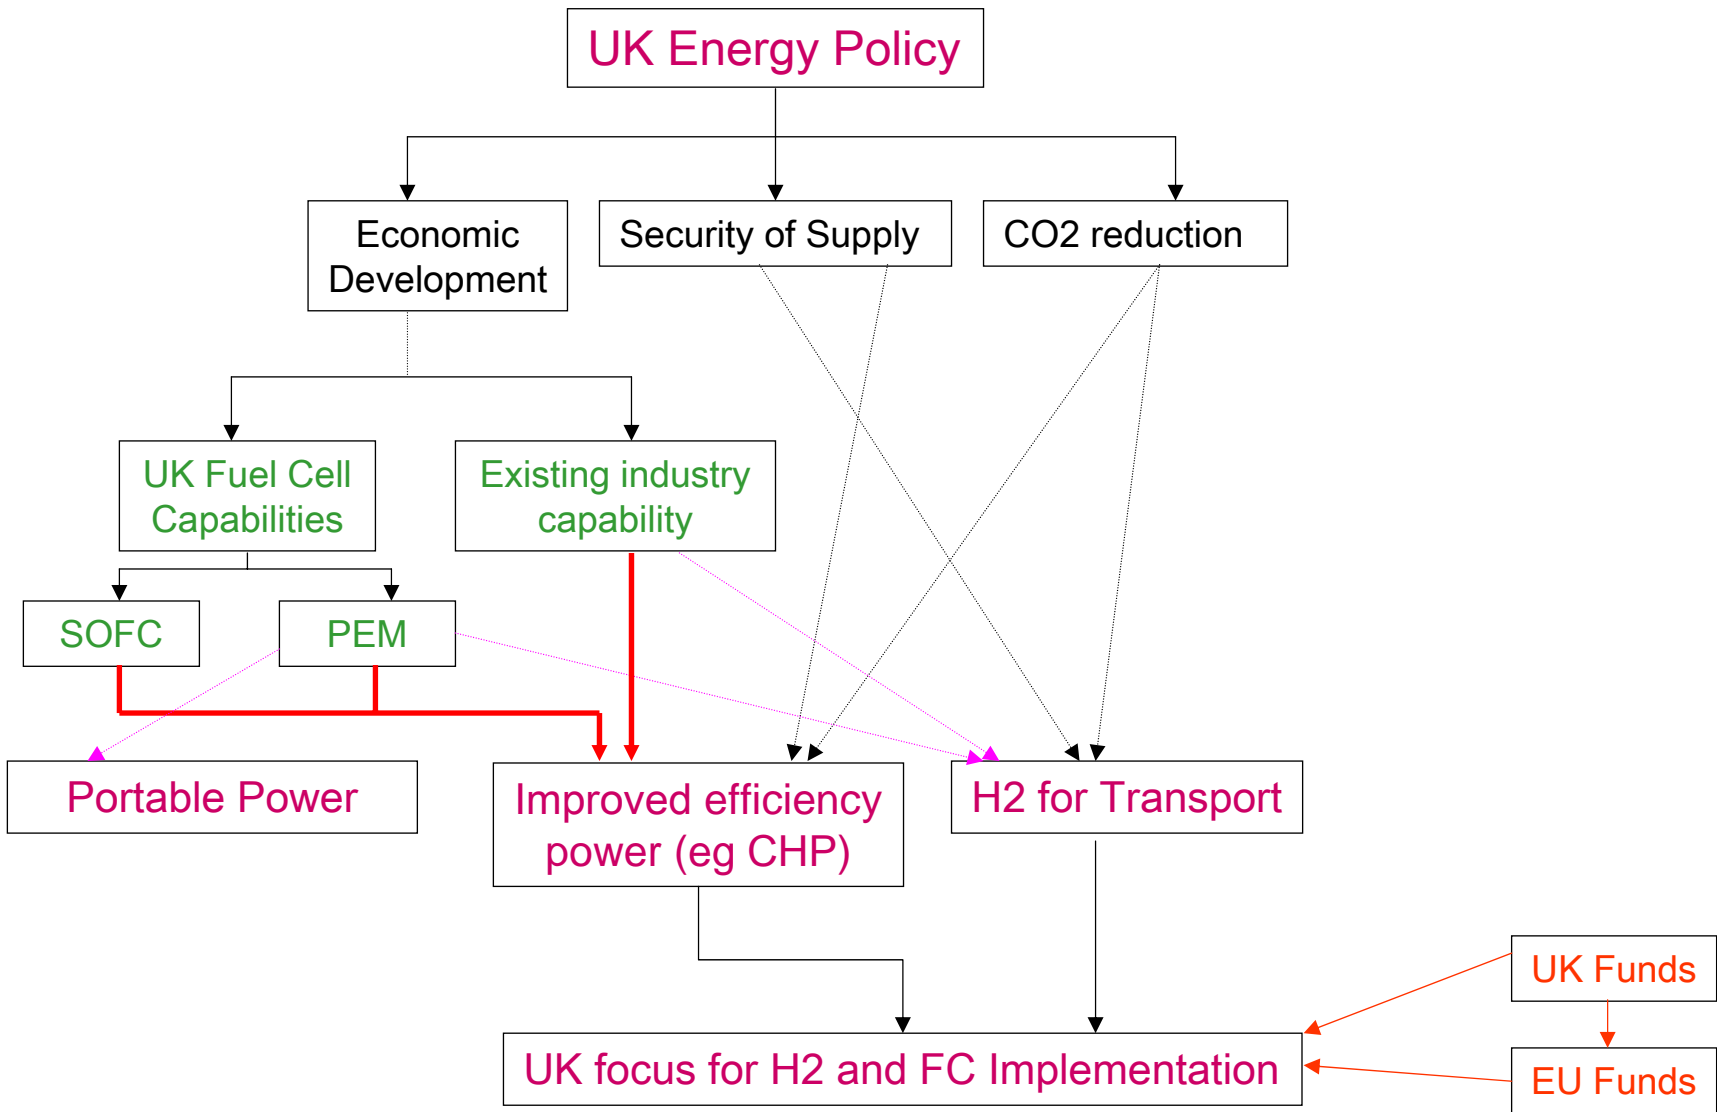 UK Energy Policy
Economic
Development
Security of Supply
CO2 reduction
UK Fuel Cell
Capabilities
Existing industry
capability
SOFC
PEM
Portable Power
Improved efficiency
power (eg CHP)
H2 for Transport
UK Funds
UK focus for H2 and FC Implementation
EU Funds